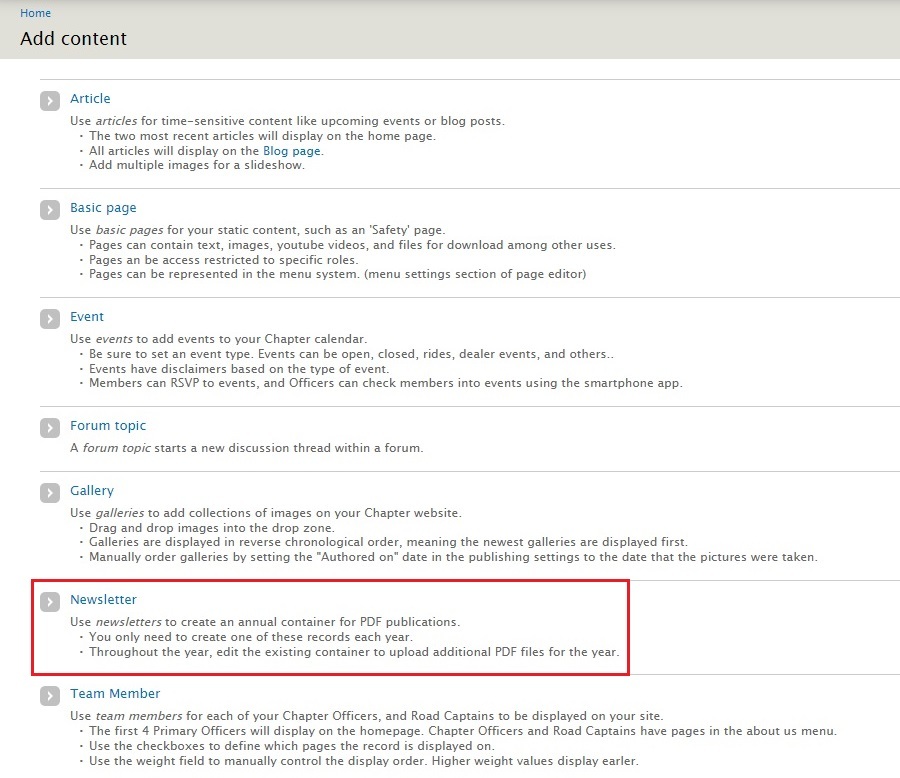 Home
Add content
Article
Use articles for time-sensitive content like upcoming events or blog posts.
· The two most recent articles will display on the home page.
· All articles will display on the Blog page.
· Add multiple images for a slideshow.
Basic page
Use basic pages for your static content, such as an 'Safety' page.
· Pages can contain text, images, youtube videos, and files for download among other uses.
· Pages an be access restricted to specific roles.
· Pages can be represented in the menu system. (menu settings section of page editor)
Event
Use events to add events to your Chapter calendar.
· Be sure to set an event type. Events can be open, closed, rides, dealer events, and others..
· Events have disclaimers based on the type of event.
· Members can RSVP to events, and Officers can check members into events using the smartphone app.
Forum topic
A forum topic starts a new discussion thread within a forum.
Gallery
Use galleries to add collections of images on your Chapter website.
· Drag and drop images into the drop zone.
· Galleries are displayed in reverse chronological order, meaning the newest galleries are displayed first.
· Manually order galleries by setting the "Authored on" date in the publishing settings to the date that the pictures were taken.
Newsletter
Use newsletters to create an annual container for PDF publications.
· You only need to create one of these records each year.
· Throughout the year, edit the existing container to upload additional PDF files for the year.
Team Member
Use team members for each of your Chapter Officers, and Road Captains to be displayed on your site.
· The first 4 Primary Officers will display on the homepage. Chapter Officers and Road Captains have pages in the about us menu.
· Use the checkboxes to define which pages the record is displayed on.
· Use the weight field to manually control the display order. Higher weight values display earler.